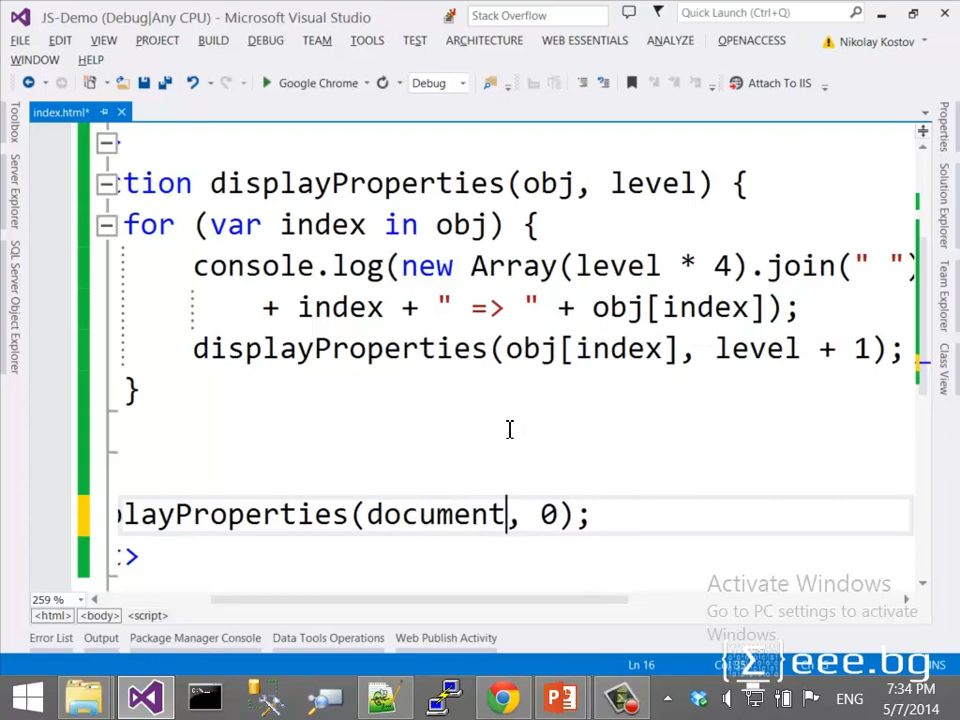 JS-Demo (Debug|Any CPU) - Microsoft Visual Studio
Stack Overflow
Quick Launch (Ctrl+Q)
FILE EDIT VIEW PROJECT BUILD DEBUG TEAM TOOLS TEST ARCHITECTURE WEB ESSENTIALS ANALYZE OPENACCESS
Nikolay Kostov
WINDOW HELP
Google Chrome
Debug
Attach To IIS
index.html*
Toolbox
Server Explorer
SQL Server Object Explorer
Properties
Solution Explorer
Team Explorer
Class View
ction displayProperties(obj, level) {
for (var index in obj) {
console.log(new Array(level * 4).join(" ")
+ index + " => " + obj[index]);
displayProperties(obj[index], level + 1);
}
playProperties(document, 0);
>
Activate Windows
Go to PC settings to activate
Windows.
259 %
<html> <body> <script>
Error List Output Package Manager Console Data Tools Operations Web Publish Activity
Ln 16
INS
eee.bg
ENG
7:34 PM
5/7/2014